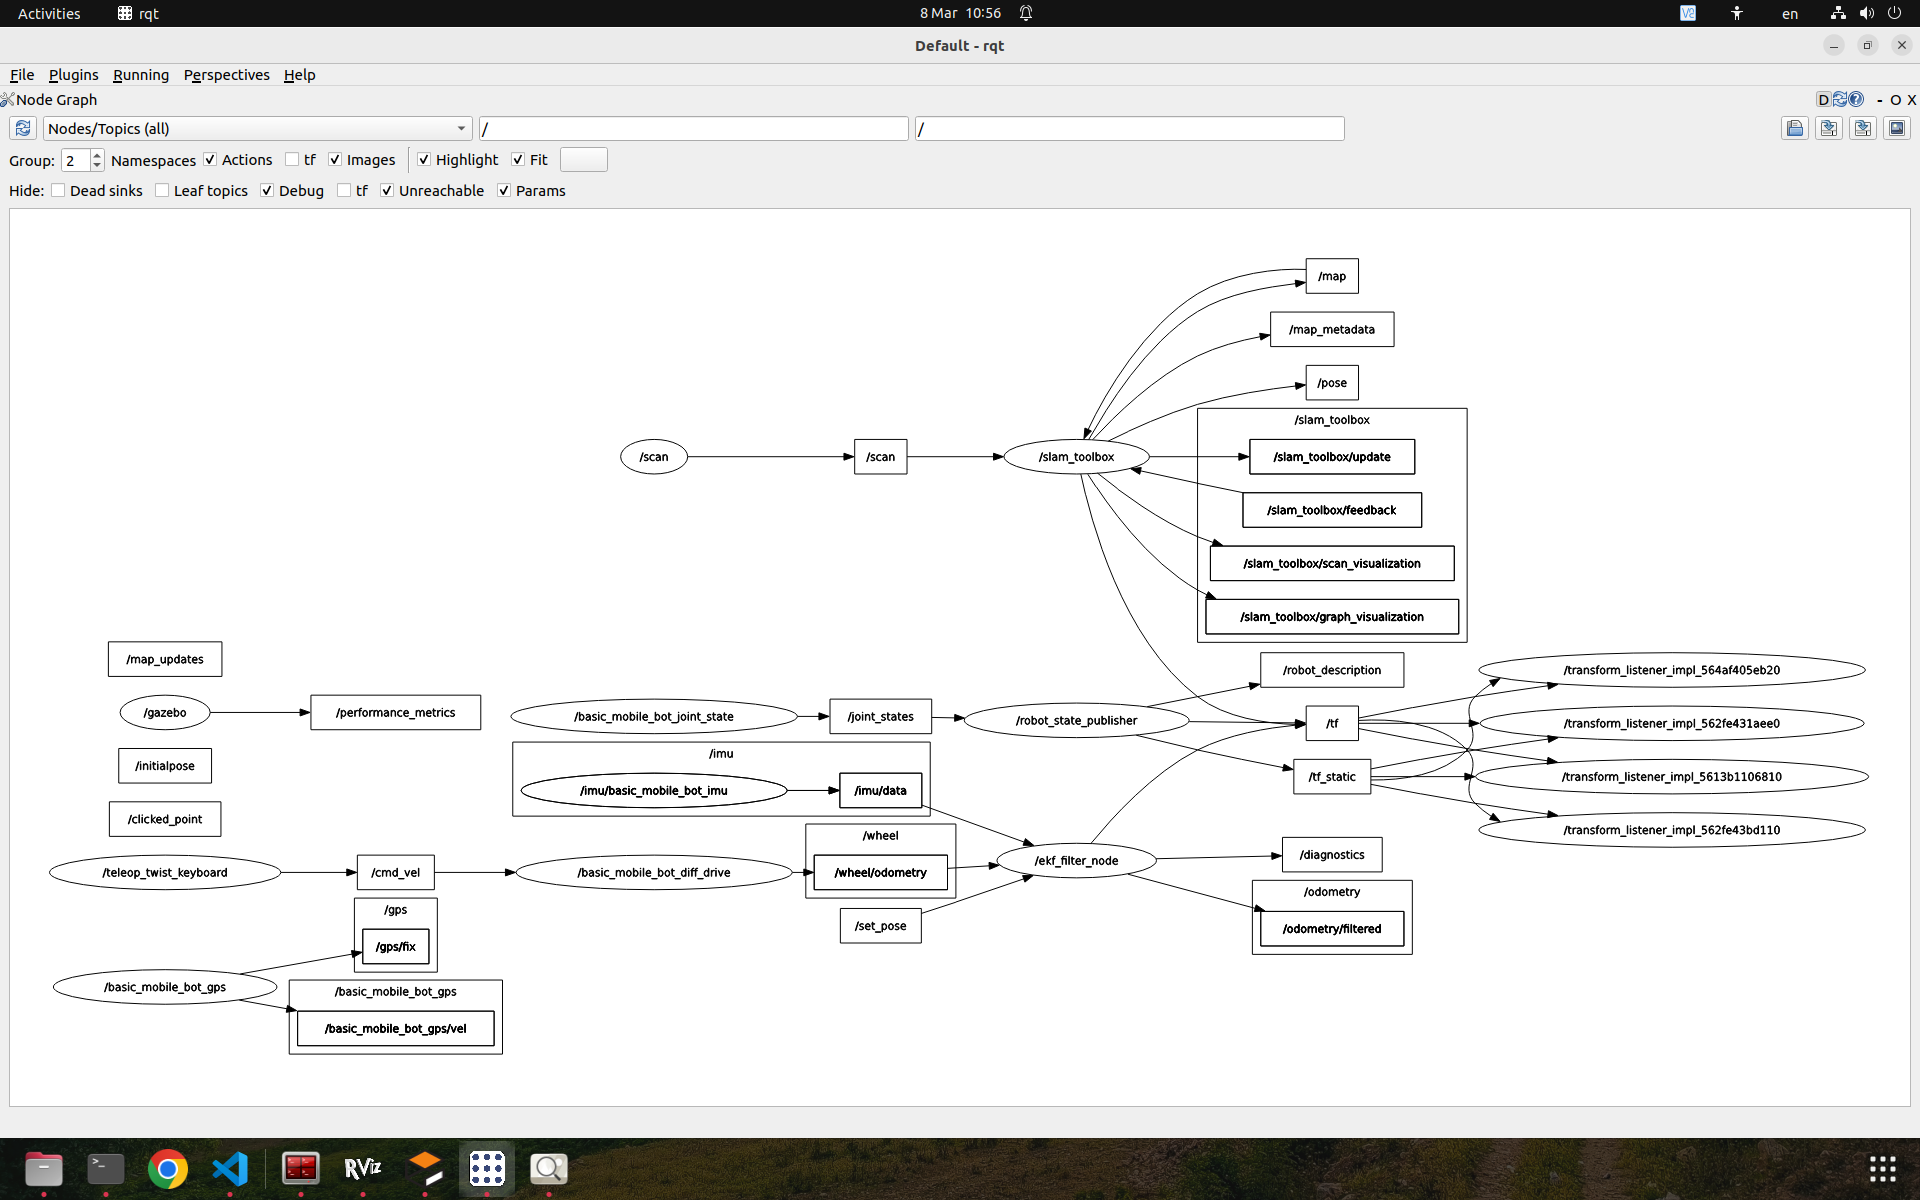 Activities
rqt
8 Mar 10:56
en
Default - rqt
File Plugins Running Perspectives Help
Node Graph
D
- O X
Nodes/Topics (all)
/
/
Group: 2 Namespaces Actions tf Images Highlight Fit
Hide: Dead sinks Leaf topics Debug tf Unreachable Params
/map
/map_metadata
/pose
/slam_toolbox
/scan
/scan
/slam_toolbox
/slam_toolbox/update
/slam_toolbox/feedback
/slam_toolbox/scan_visualization
/slam_toolbox/graph_visualization
/map_updates
/robot_description
/transform_listener_impl_564af405eb20
/gazebo
/performance_metrics
/basic_mobile_bot_joint_state
/joint_states
/robot_state_publisher
/tf
/transform_listener_impl_562fe431aee0
/imu
/initialpose
/tf_static
/transform_listener_impl_5613b1106810
/imu/basic_mobile_bot_imu
/imu/data
/clicked_point
/wheel
/transform_listener_impl_562fe43bd110
/teleop_twist_keyboard
/cmd_vel
/basic_mobile_bot_diff_drive
/wheel/odometry
/ekf_filter_node
/diagnostics
/odometry
/gps
/set_pose
/odometry/filtered
/gps/fix
/basic_mobile_bot_gps
/basic_mobile_bot_gps
/basic_mobile_bot_gps/vel
RViz